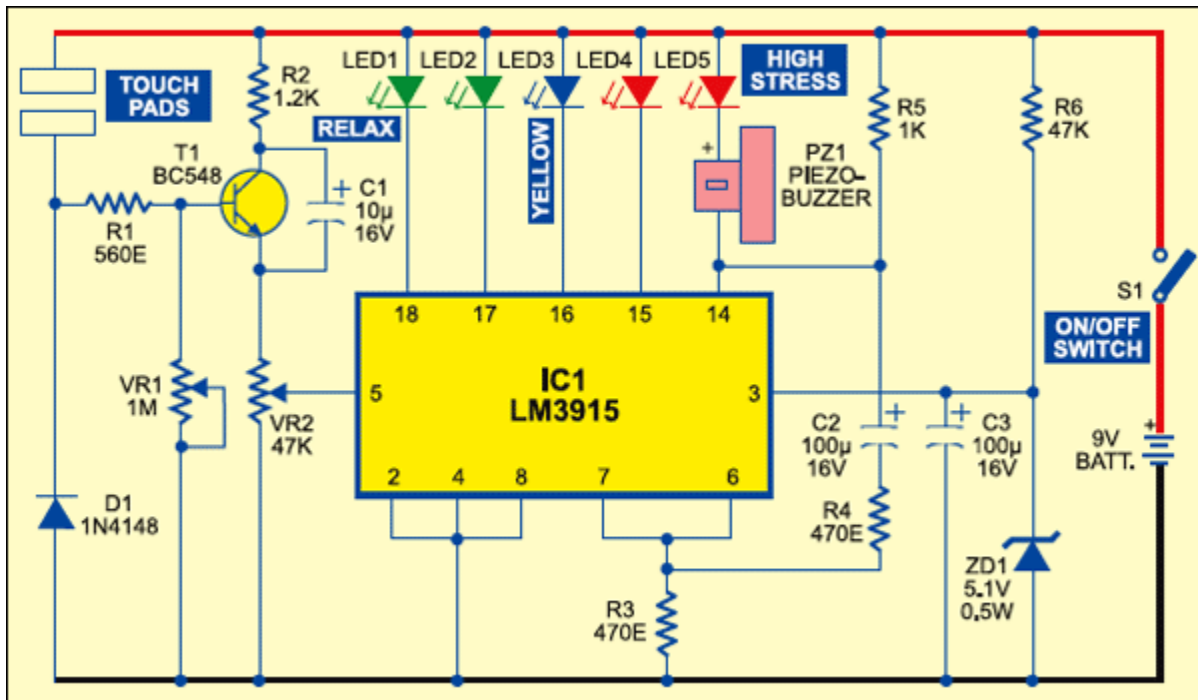 TOUCH
PADS
R2
1.2K
LED1
LED2
LED3
LED4
LED5
HIGH
STRESS
RELAX
YELLOW
T1
BC548
R1
560E
C1
10µ
16V
+
+
PZ1
PIEZO-
BUZZER
R5
1K
R6
47K
S1
ON/OFF
SWITCH
18
17
16
15
14
IC1
LM3915
5
3
2
4
8
7
6
VR1
1M
VR2
47K
C2
100µ
16V
+
C3
100µ
16V
+
9V
BATT.
+
D1
1N4148
R4
470E
R3
470E
ZD1
5.1V
0.5W